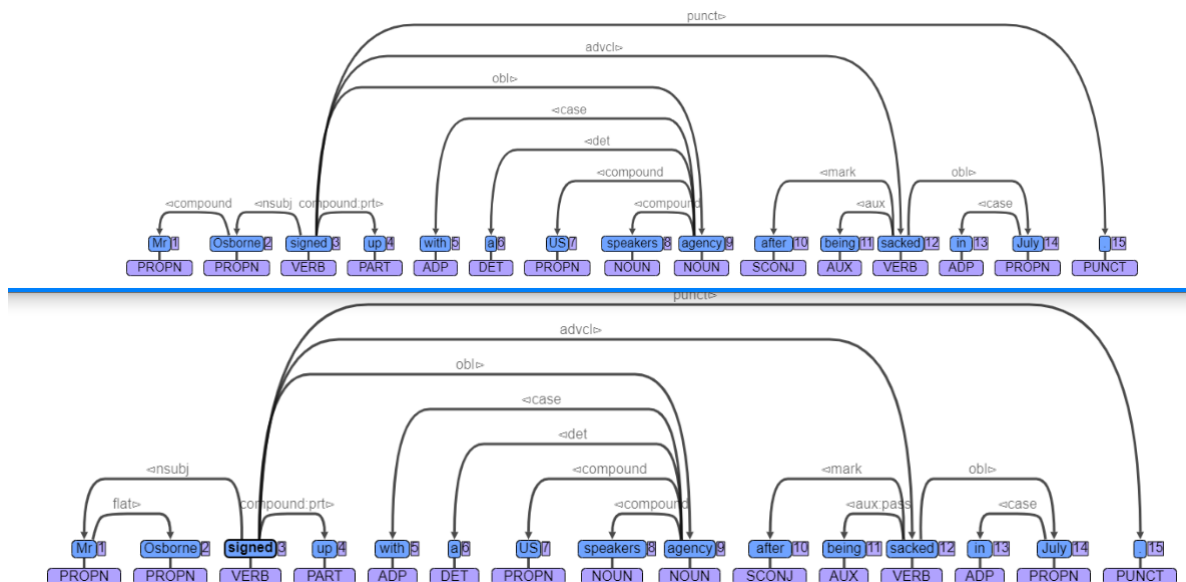 punct⊳
advcl⊳
obl⊳
⊲case
⊲det
⊲compound
⊲mark
obl⊳
⊲compound
⊲nsubj
compound:prt⊳
⊲compound
⊲aux
⊲case
Mr 1 Osborne 2 signed 3 up 4 with 5 a 6 US 7 speakers 8 agency 9 after 10 being 11 sacked 12 in 13 July 14 . 15
PROPN PROPN VERB PART ADP DET PROPN NOUN NOUN SCONJ AUX VERB ADP PROPN PUNCT
punct⊳
advcl⊳
obl⊳
⊲case
⊲det
⊲nsubj
⊲compound
⊲mark
obl⊳
flat⊳
compound:prt⊳
⊲compound
⊲aux:pass
⊲case
Mr 1 Osborne 2 signed 3 up 4 with 5 a 6 US 7 speakers 8 agency 9 after 10 being 11 sacked 12 in 13 July 14 . 15
PROPN PROPN VERB PART ADP DET PROPN NOUN NOUN SCONJ AUX VERB ADP PROPN PUNCT